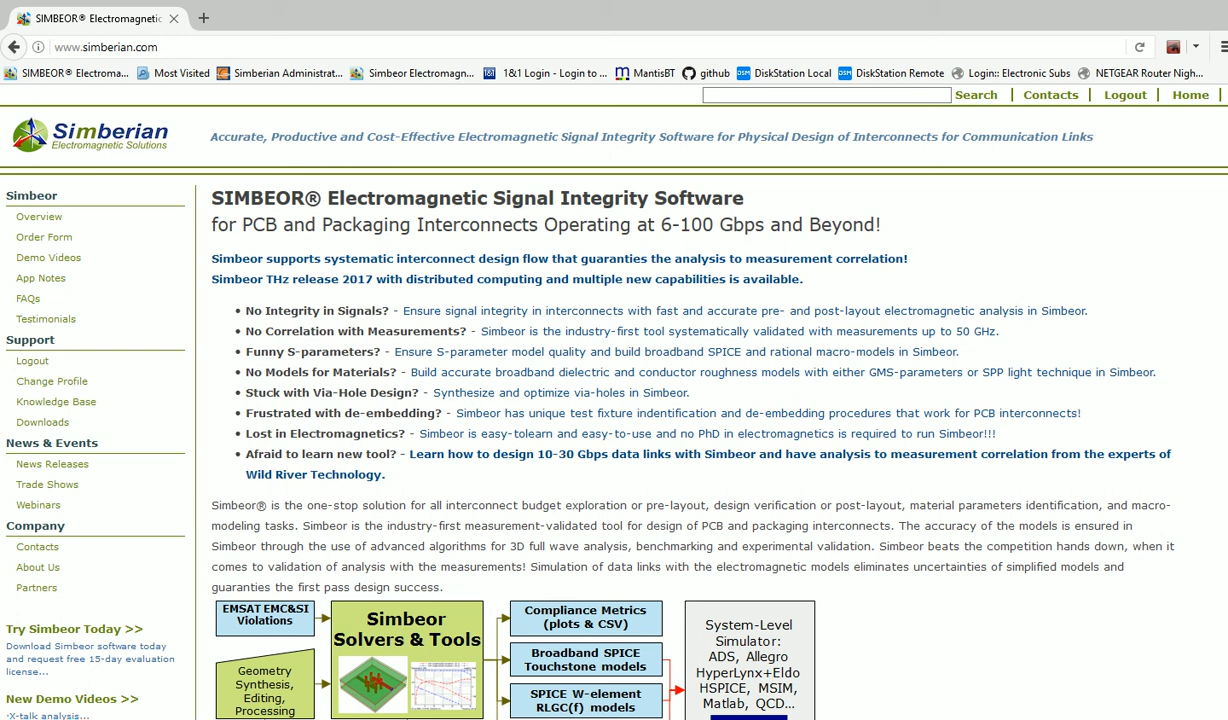 SIMBEOR® Electromagnetic
www.simberian.com
SIMBEOR® Electroma... Most Visited Simberian Administrat... Simbeor Electromagn... 1&1 Login - Login to ... MantisBT github DiskStation Local DiskStation Remote Login:: Electronic Subs NETGEAR Router Nigh...
Search Contacts Logout Home
Simberian
Electromagnetic Solutions
Accurate, Productive and Cost-Effective Electromagnetic Signal Integrity Software for Physical Design of Interconnects for Communication Links
Simbeor
Overview
Order Form
Demo Videos
App Notes
FAQs
Testimonials
Support
Logout
Change Profile
Knowledge Base
Downloads
News & Events
News Releases
Trade Shows
Webinars
Company
Contacts
About Us
Partners
Try Simbeor Today >>
Download Simbeor software today
and request free 15-day evaluation
license...
New Demo Videos >>
·X-talk analysis...
SIMBEOR® Electromagnetic Signal Integrity Software
for PCB and Packaging Interconnects Operating at 6-100 Gbps and Beyond!
Simbeor supports systematic interconnect design flow that guaranties the analysis to measurement correlation!
Simbeor THz release 2017 with distributed computing and multiple new capabilities is available.
• No Integrity in Signals? - Ensure signal integrity in interconnects with fast and accurate pre- and post-layout electromagnetic analysis in Simbeor.
• No Correlation with Measurements? - Simbeor is the industry-first tool systematically validated with measurements up to 50 GHz.
• Funny S-parameters? - Ensure S-parameter model quality and build broadband SPICE and rational macro-models in Simbeor.
• No Models for Materials? - Build accurate broadband dielectric and conductor roughness models with either GMS-parameters or SPP light technique in Simbeor.
• Stuck with Via-Hole Design? - Synthesize and optimize via-holes in Simbeor.
• Frustrated with de-embedding? - Simbeor has unique test fixture indentification and de-embedding procedures that work for PCB interconnects!
• Lost in Electromagnetics? - Simbeor is easy-tolearn and easy-to-use and no PhD in electromagnetics is required to run Simbeor!!!
• Afraid to learn new tool? - Learn how to design 10-30 Gbps data links with Simbeor and have analysis to measurement correlation from the experts of
Wild River Technology.
Simbeor® is the one-stop solution for all interconnect budget exploration or pre-layout, design verification or post-layout, material parameters identification, and macro-
modeling tasks. Simbeor is the industry-first measurement-validated tool for design of PCB and packaging interconnects. The accuracy of the models is ensured in
Simbeor through the use of advanced algorithms for 3D full wave analysis, benchmarking and experimental validation. Simbeor beats the competition hands down, when it
comes to validation of analysis with the measurements! Simulation of data links with the electromagnetic models eliminates uncertainties of simplified models and
guaranties the first pass design success.
EMSAT EMC&SI
Violations
Geometry
Synthesis,
Editing,
Processing
Simbeor
Solvers & Tools
Compliance Metrics
(plots & CSV)
Broadband SPICE
Touchstone models
SPICE W-element
RLGC(f) models
System-Level
Simulator:
ADS, Allegro
HyperLynx+Eldo
HSPICE, MSIM,
Matlab, QCD...